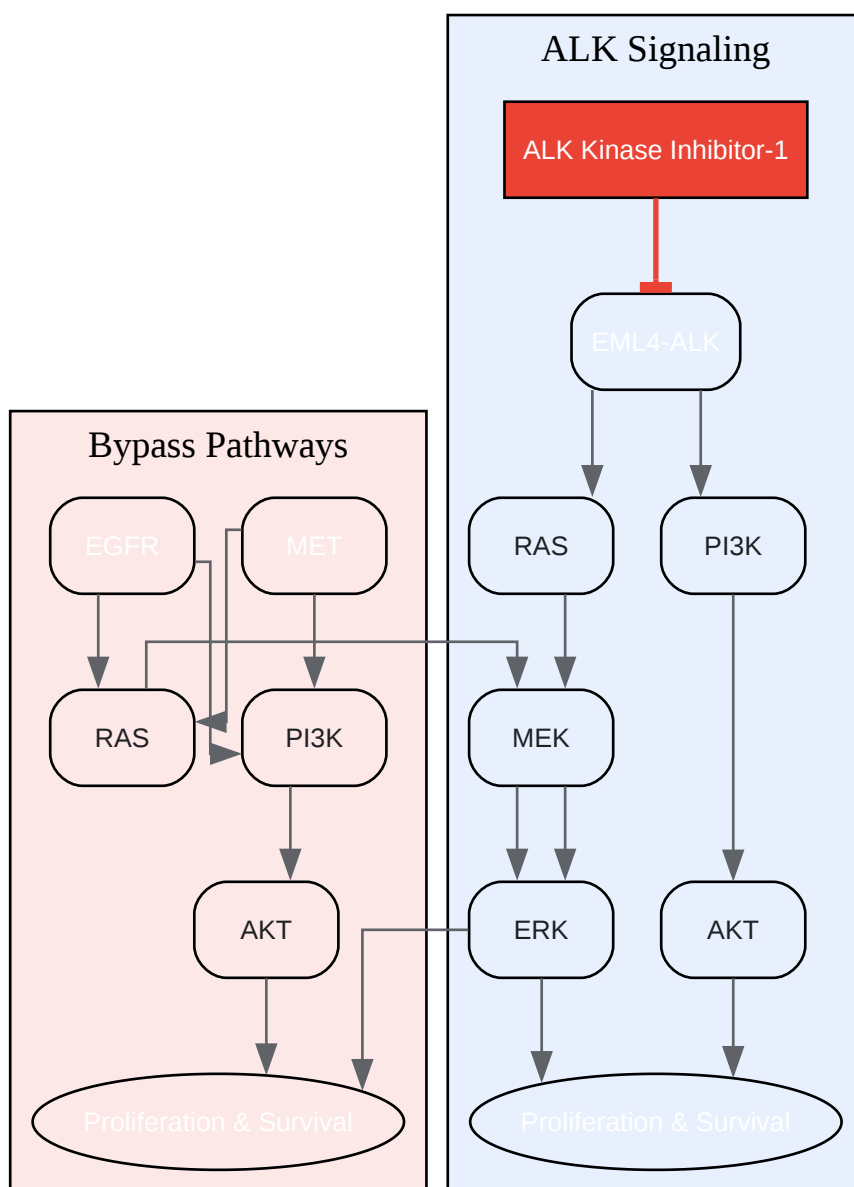 ALK Signaling
ALK Kinase Inhibitor-1
EML4-ALK
Bypass Pathways
EGFR
MET
RAS
PI3K
RAS
PI3K
MEK
AKT
ERK
AKT
Proliferation & Survival
Proliferation & Survival